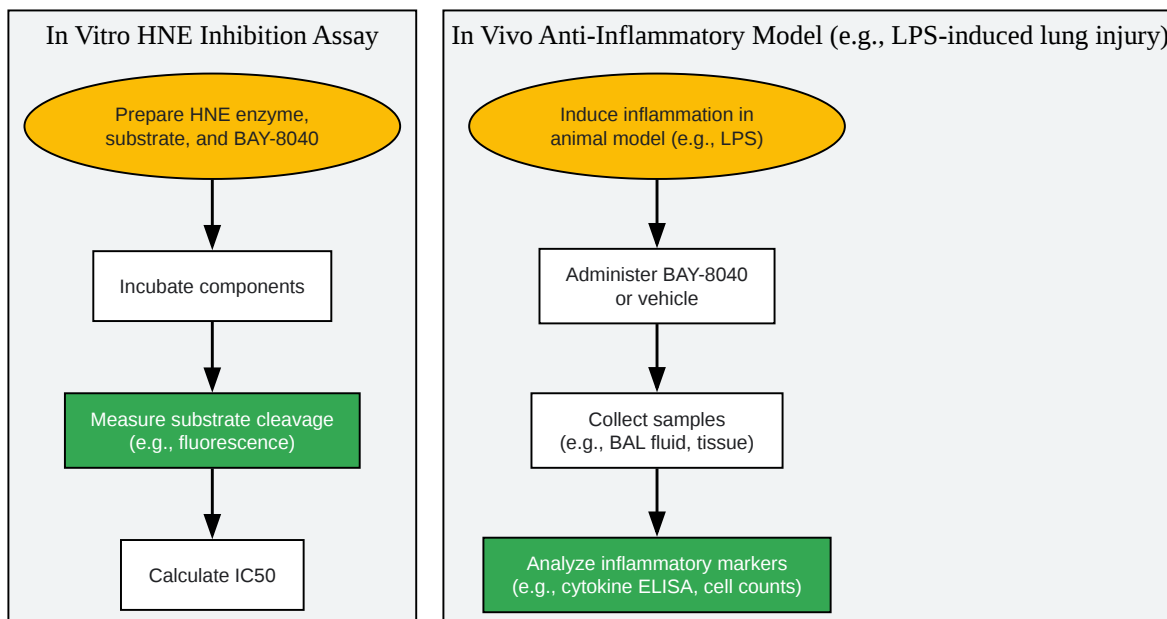 In Vitro HNE Inhibition Assay
Prepare HNE enzyme,
substrate, and BAY-8040
Incubate components
Measure substrate cleavage
(e.g., fluorescence)
Calculate IC50
In Vivo Anti-Inflammatory Model (e.g., LPS-induced lung injury)
Induce inflammation in
animal model (e.g., LPS)
Administer BAY-8040
or vehicle
Collect samples
(e.g., BAL fluid, tissue)
Analyze inflammatory markers
(e.g., cytokine ELISA, cell counts)